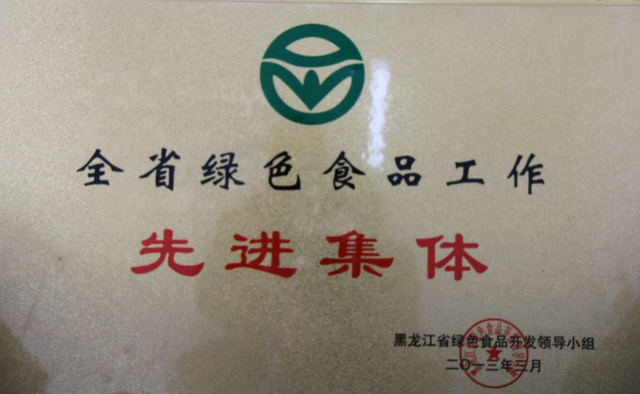 全省绿色食品工作
先进集体
黑龙江省绿色食品开发领导小组
二〇一三年三月